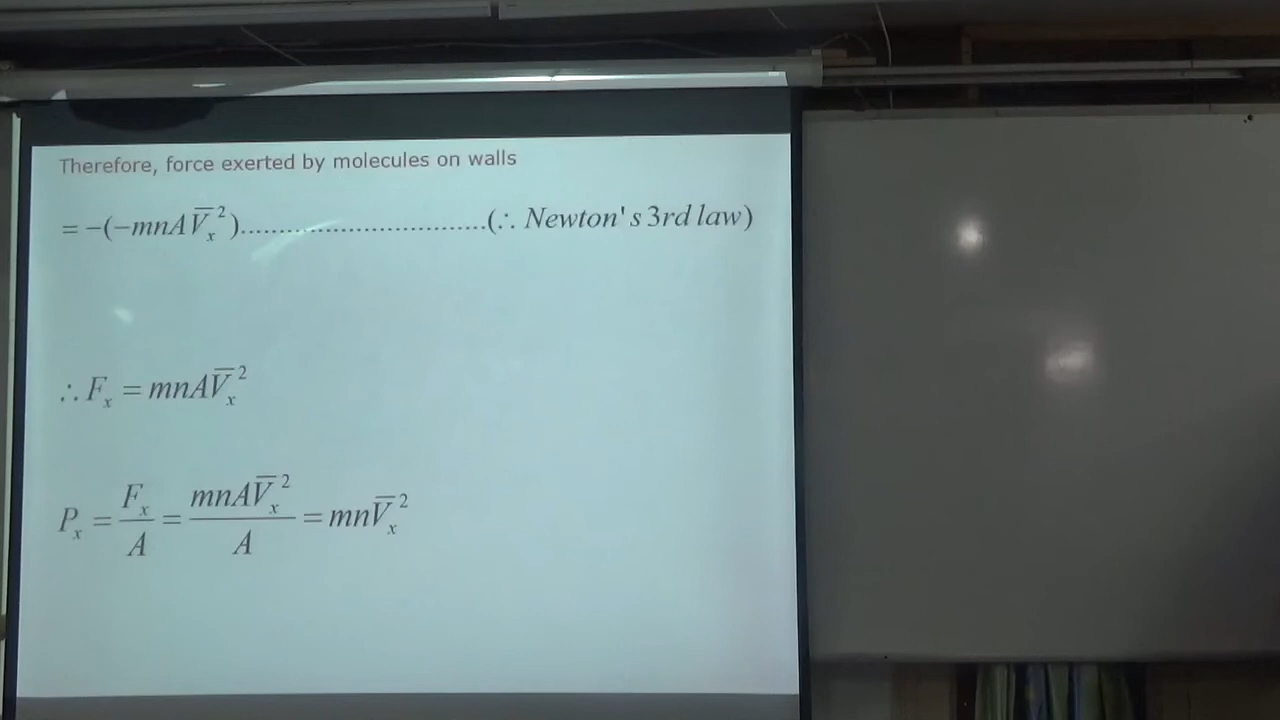 Therefore, force exerted by molecules on walls
= -(-mnA V̅ₓ²)................................(∴ Newton's 3rd law)
∴ Fₓ = mnAV̅ₓ²
Pₓ = Fₓ/A = mnAV̅ₓ²/A = mnV̅ₓ²